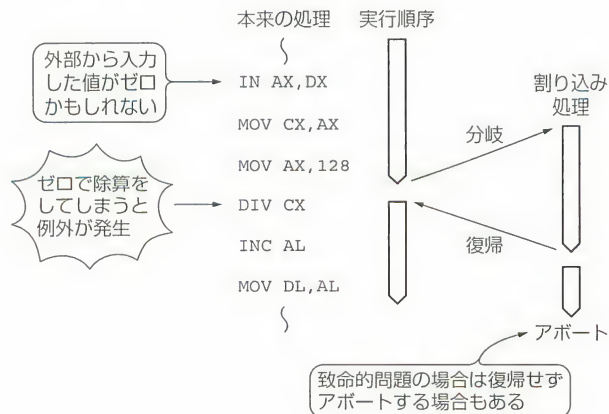 本来の処理
実行順序
外部から入力
した値がゼロ
かもしれない
IN AX,DX
MOV CX,AX
MOV AX,128
ゼロで除算を
してしまうと
例外が発生
DIV CX
INC AL
MOV DL,AL
割り込み
処理
分岐
復帰
アボート
致命的問題の場合は復帰せず
アボートする場合もある